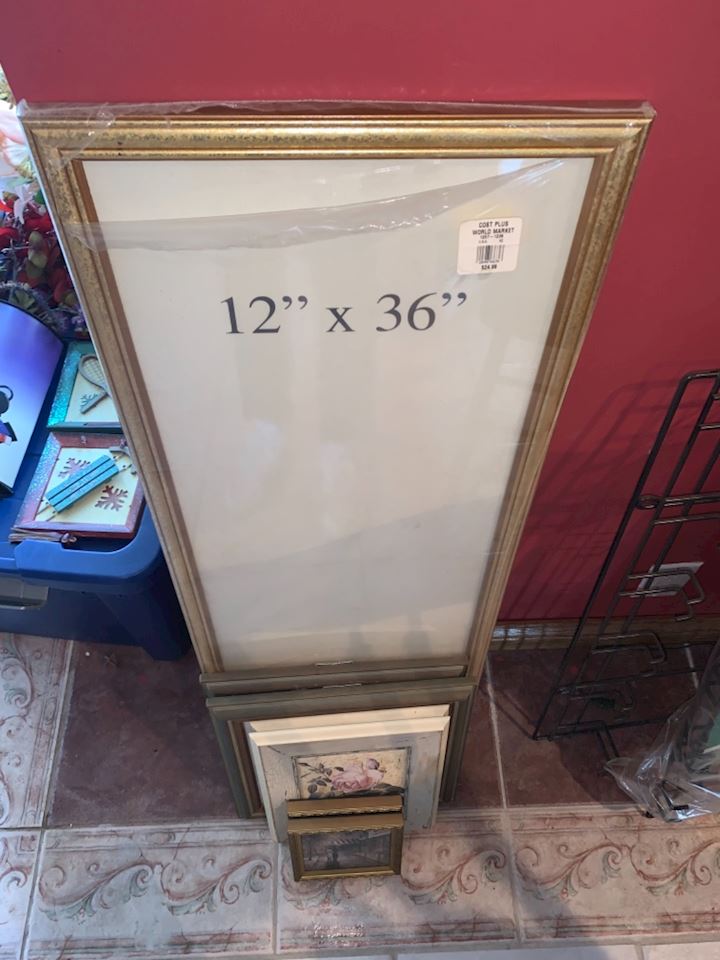 COST PLUS
WORLD MARKET
$24.99
12” x 36”